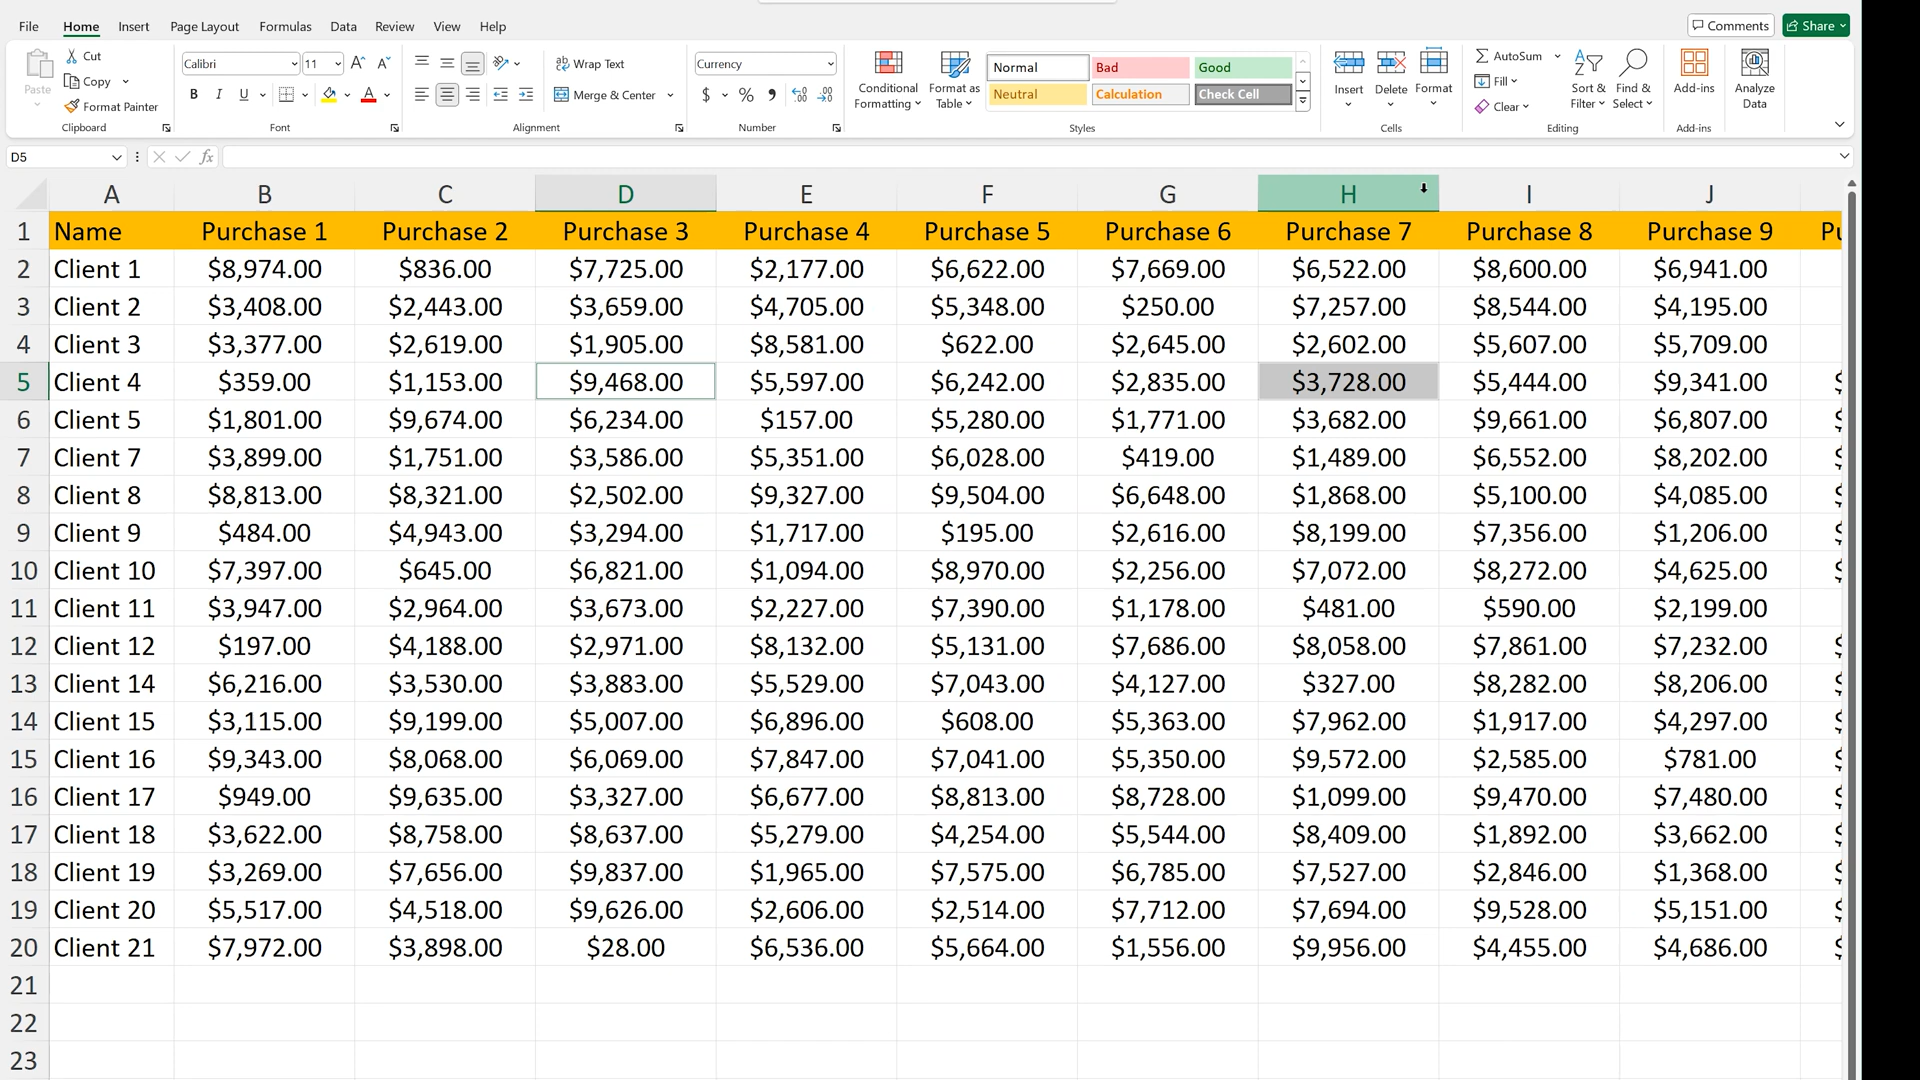 File Home Insert Page Layout Formulas Data Review View Help Comments Share
Paste Cut Copy Format Painter Clipboard
Calibri 11 B I U A Font
Wrap Text Merge & Center Alignment
Currency $ % , Number
Conditional Formatting Format as Table Normal Bad Good Neutral Calculation Check Cell Styles
Insert Delete Format Cells
AutoSum Fill Clear Sort & Filter Find & Select Editing
Add-ins Add-ins
Analyze Data
D5 fx
A B C D E F G H I J
1 Name Purchase 1 Purchase 2 Purchase 3 Purchase 4 Purchase 5 Purchase 6 Purchase 7 Purchase 8 Purchase 9
2 Client 1 $8,974.00 $836.00 $7,725.00 $2,177.00 $6,622.00 $7,669.00 $6,522.00 $8,600.00 $6,941.00
3 Client 2 $3,408.00 $2,443.00 $3,659.00 $4,705.00 $5,348.00 $250.00 $7,257.00 $8,544.00 $4,195.00
4 Client 3 $3,377.00 $2,619.00 $1,905.00 $8,581.00 $622.00 $2,645.00 $2,602.00 $5,607.00 $5,709.00
5 Client 4 $359.00 $1,153.00 $9,468.00 $5,597.00 $6,242.00 $2,835.00 $3,728.00 $5,444.00 $9,341.00
6 Client 5 $1,801.00 $9,674.00 $6,234.00 $157.00 $5,280.00 $1,771.00 $3,682.00 $9,661.00 $6,807.00
7 Client 7 $3,899.00 $1,751.00 $3,586.00 $5,351.00 $6,028.00 $419.00 $1,489.00 $6,552.00 $8,202.00
8 Client 8 $8,813.00 $8,321.00 $2,502.00 $9,327.00 $9,504.00 $6,648.00 $1,868.00 $5,100.00 $4,085.00
9 Client 9 $484.00 $4,943.00 $3,294.00 $1,717.00 $195.00 $2,616.00 $8,199.00 $7,356.00 $1,206.00
10 Client 10 $7,397.00 $645.00 $6,821.00 $1,094.00 $8,970.00 $2,256.00 $7,072.00 $8,272.00 $4,625.00
11 Client 11 $3,947.00 $2,964.00 $3,673.00 $2,227.00 $7,390.00 $1,178.00 $481.00 $590.00 $2,199.00
12 Client 12 $197.00 $4,188.00 $2,971.00 $8,132.00 $5,131.00 $7,686.00 $8,058.00 $7,861.00 $7,232.00
13 Client 14 $6,216.00 $3,530.00 $3,883.00 $5,529.00 $7,043.00 $4,127.00 $327.00 $8,282.00 $8,206.00
14 Client 15 $3,115.00 $9,199.00 $5,007.00 $6,896.00 $608.00 $5,363.00 $7,962.00 $1,917.00 $4,297.00
15 Client 16 $9,343.00 $8,068.00 $6,069.00 $7,847.00 $7,041.00 $5,350.00 $9,572.00 $2,585.00 $781.00
16 Client 17 $949.00 $9,635.00 $3,327.00 $6,677.00 $8,813.00 $8,728.00 $1,099.00 $9,470.00 $7,480.00
17 Client 18 $3,622.00 $8,758.00 $8,637.00 $5,279.00 $4,254.00 $5,544.00 $8,409.00 $1,892.00 $3,662.00
18 Client 19 $3,269.00 $7,656.00 $9,837.00 $1,965.00 $7,575.00 $6,785.00 $7,527.00 $2,846.00 $1,368.00
19 Client 20 $5,517.00 $4,518.00 $9,626.00 $2,606.00 $2,514.00 $7,712.00 $7,694.00 $9,528.00 $5,151.00
20 Client 21 $7,972.00 $3,898.00 $28.00 $6,536.00 $5,664.00 $1,556.00 $9,956.00 $4,455.00 $4,686.00
21
22
23